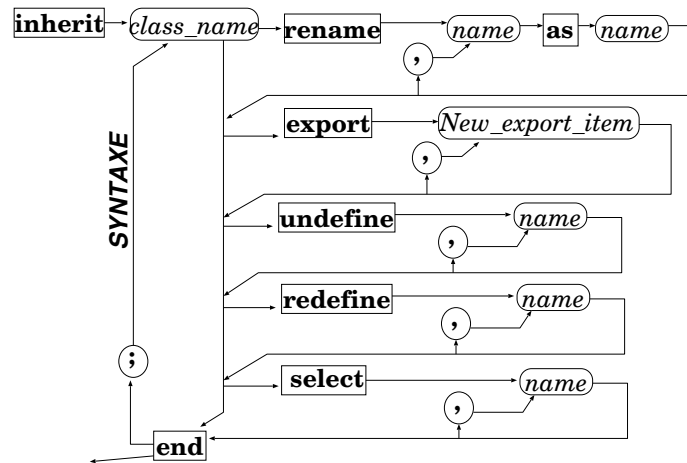 inherit class_name rename name as name
,
export New_export_item
,
SYNTAXE
undefine name
,
redefine name
,
;
select name
,
end